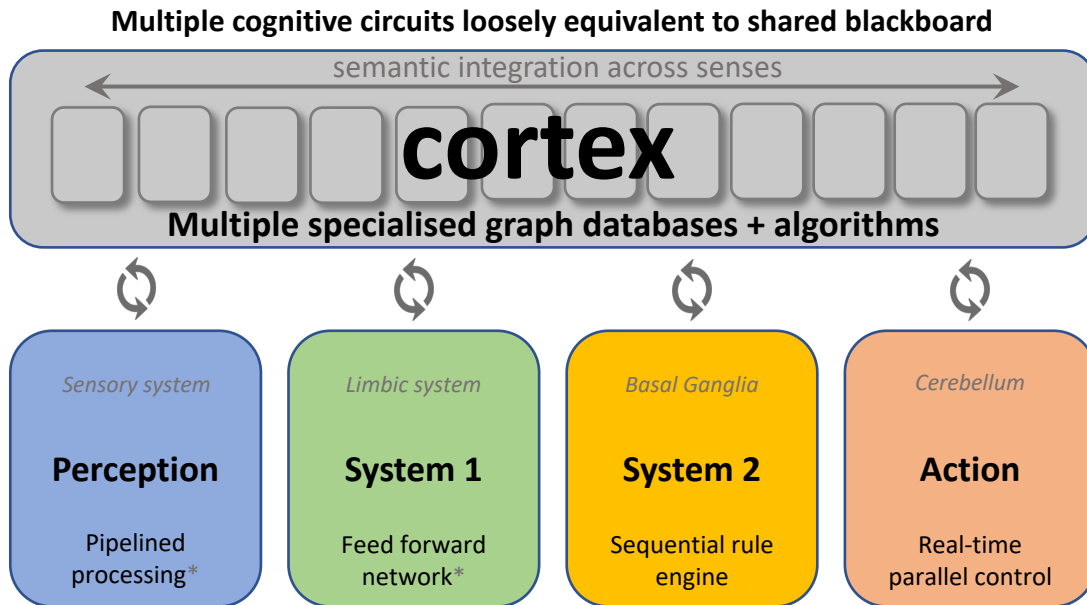 Multiple cognitive circuits loosely equivalent to shared blackboard
semantic integration across senses
cortex
Multiple specialised graph databases + algorithms
Sensory system
Perception
Pipelined
processing*
Limbic system
System 1
Feed forward
network*
Basal Ganglia
System 2
Sequential rule
engine
Cerebellum
Action
Real-time
parallel control